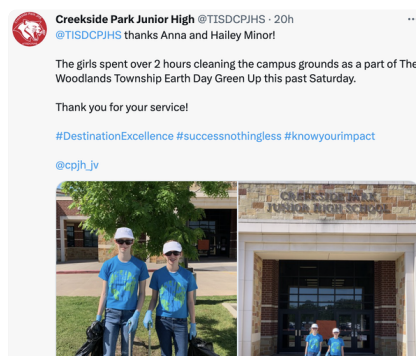 Creekside Park Junior High @TISDCPJHS · 20h
@TISDCPJHS thanks Anna and Hailey Minor!
The girls spent over 2 hours cleaning the campus grounds as a part of The
Woodlands Township Earth Day Green Up this past Saturday.
Thank you for your service!
#DestinationExcellence #successnothingless #knowyourimpact
@cpjh_jv
CREEKSIDE PARK
JUNIOR HIGH SCHOOL